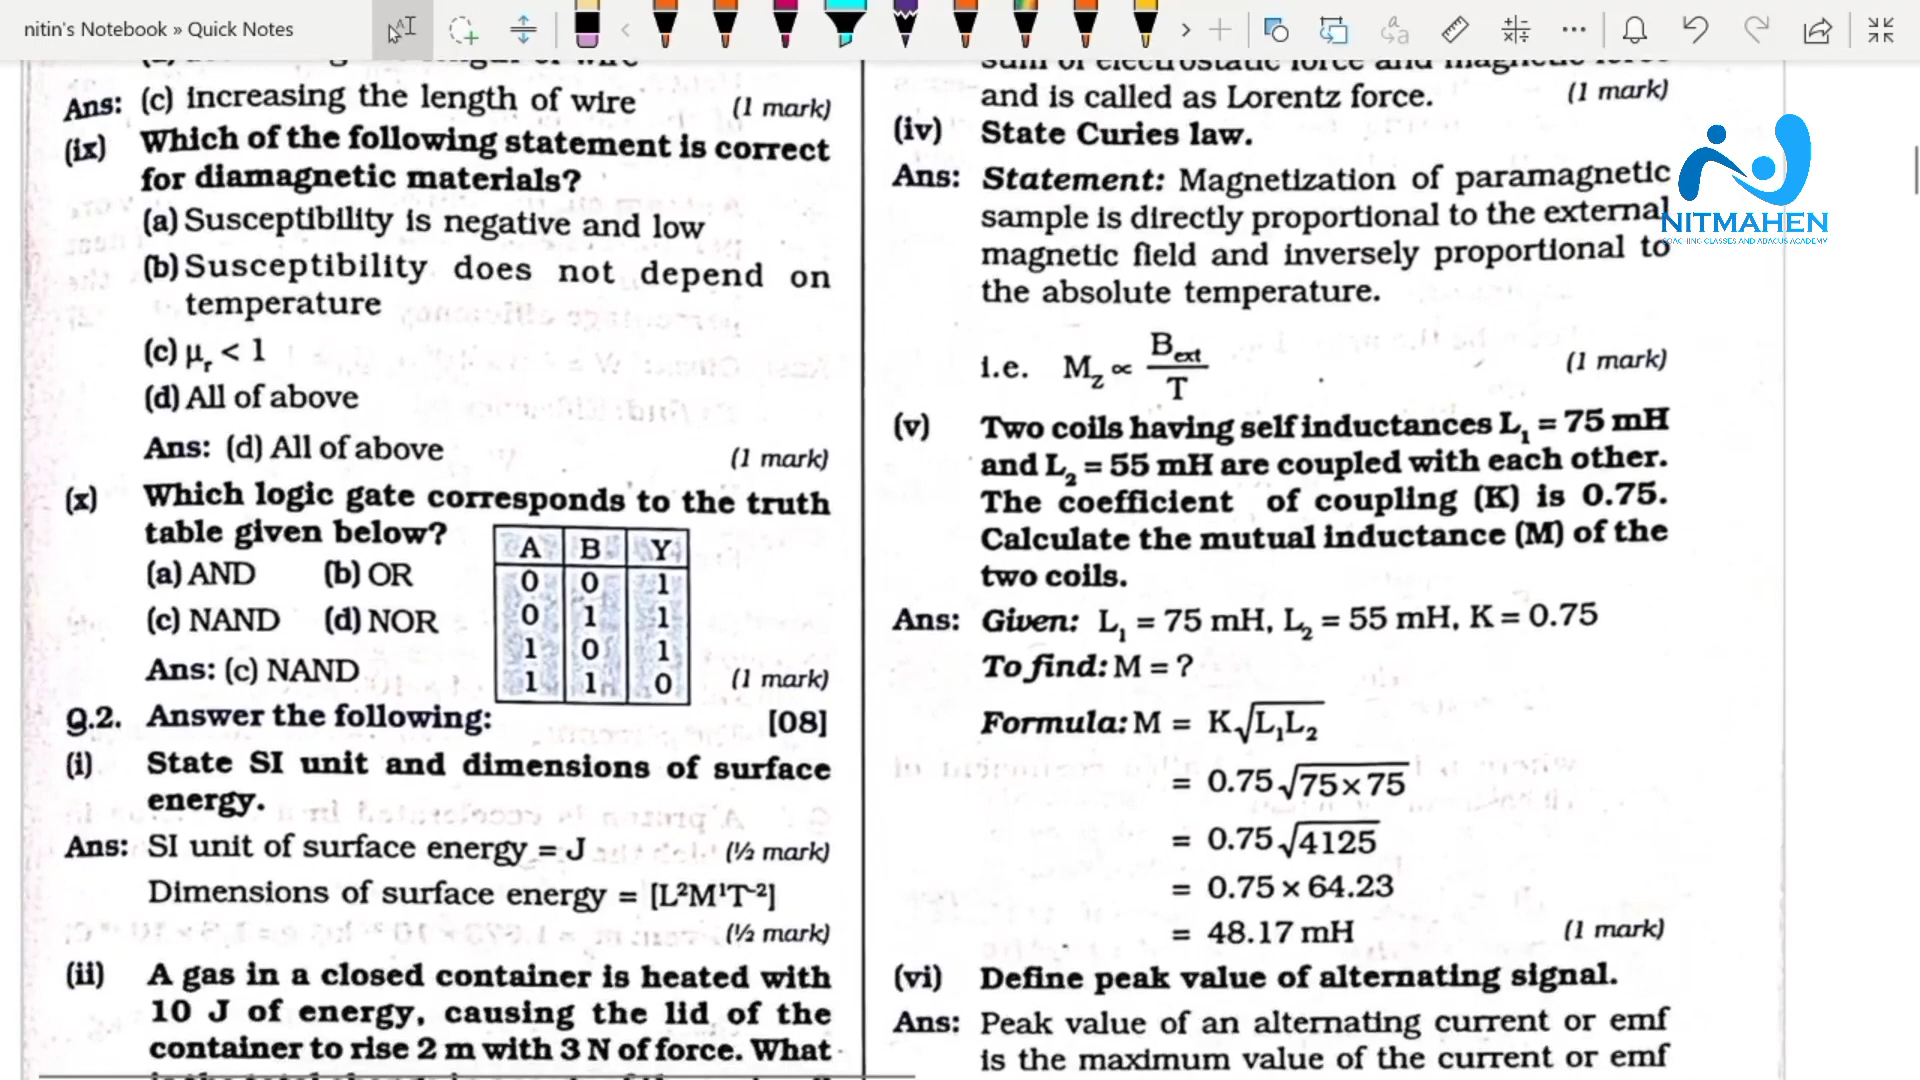 nitin's Notebook » Quick Notes
Ans: (c) increasing the length of wire (1 mark)
(ix) Which of the following statement is correct
for diamagnetic materials?
(a) Susceptibility is negative and low
(b) Susceptibility does not depend on
temperature
(c) μr < 1
(d) All of above
Ans: (d) All of above (1 mark)
(x) Which logic gate corresponds to the truth
table given below?
(a) AND (b) OR
(c) NAND (d) NOR
Ans: (c) NAND (1 mark)
A B Y
0 0 1
0 1 1
1 0 1
1 1 0
Q.2. Answer the following: [08]
(i) State SI unit and dimensions of surface
energy.
Ans: SI unit of surface energy = J (½ mark)
Dimensions of surface energy = [L²M¹T⁻²]
(½ mark)
(ii) A gas in a closed container is heated with
10 J of energy, causing the lid of the
container to rise 2 m with 3 N of force. What
sum of electrostatic force and magnetic force
and is called as Lorentz force. (1 mark)
(iv) State Curies law.
Ans: Statement: Magnetization of paramagnetic
sample is directly proportional to the external
magnetic field and inversely proportional to
the absolute temperature.
i.e. Mz ∝ Bext / T (1 mark)
(v) Two coils having self inductances L₁ = 75 mH
and L₂ = 55 mH are coupled with each other.
The coefficient of coupling (K) is 0.75.
Calculate the mutual inductance (M) of the
two coils.
Ans: Given: L₁ = 75 mH, L₂ = 55 mH, K = 0.75
To find: M = ?
Formula: M = K√L₁L₂
= 0.75√75×75
= 0.75√4125
= 0.75 × 64.23
= 48.17 mH (1 mark)
(vi) Define peak value of alternating signal.
Ans: Peak value of an alternating current or emf
is the maximum value of the current or emf
NITMAHEN
COACHING CLASSES AND ABACUS ACADEMY